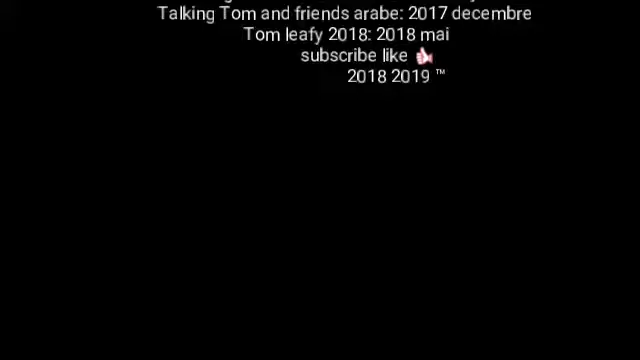 Talking Tom and friends arabe: 2017 decembre
Tom leafy 2018: 2018 mai
subscribe like 👍
2018 2019 ™